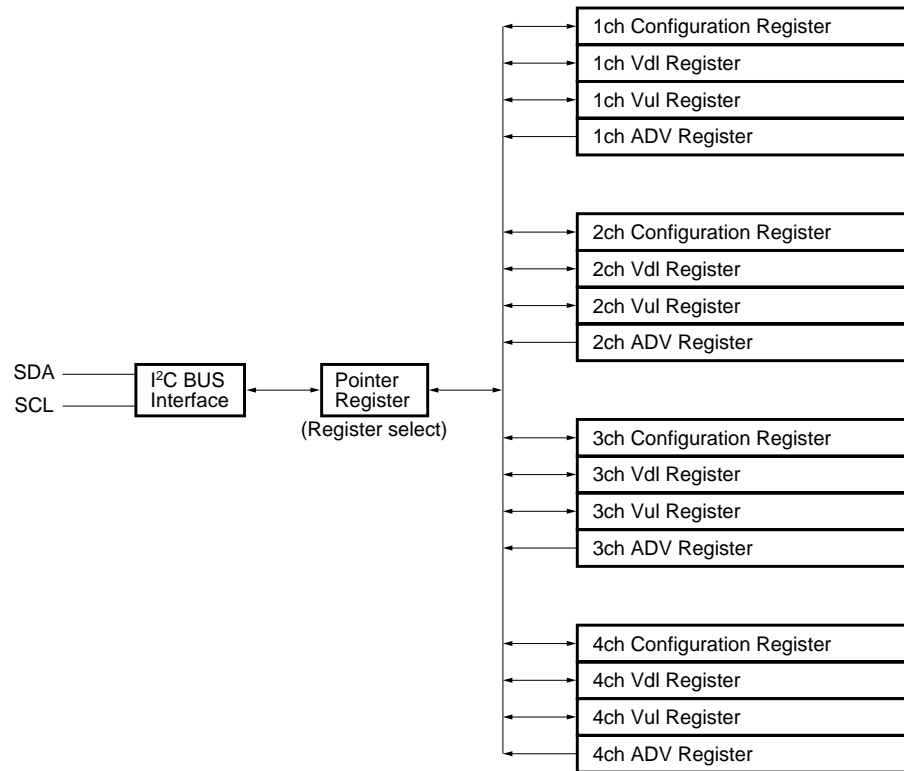 1ch Configuration Register
1ch Vdl Register
1ch Vul Register
1ch ADV Register
2ch Configuration Register
2ch Vdl Register
2ch Vul Register
2ch ADV Register
SDA
SCL
I²C BUS
Interface
Pointer
Register
(Register select)
3ch Configuration Register
3ch Vdl Register
3ch Vul Register
3ch ADV Register
4ch Configuration Register
4ch Vdl Register
4ch Vul Register
4ch ADV Register